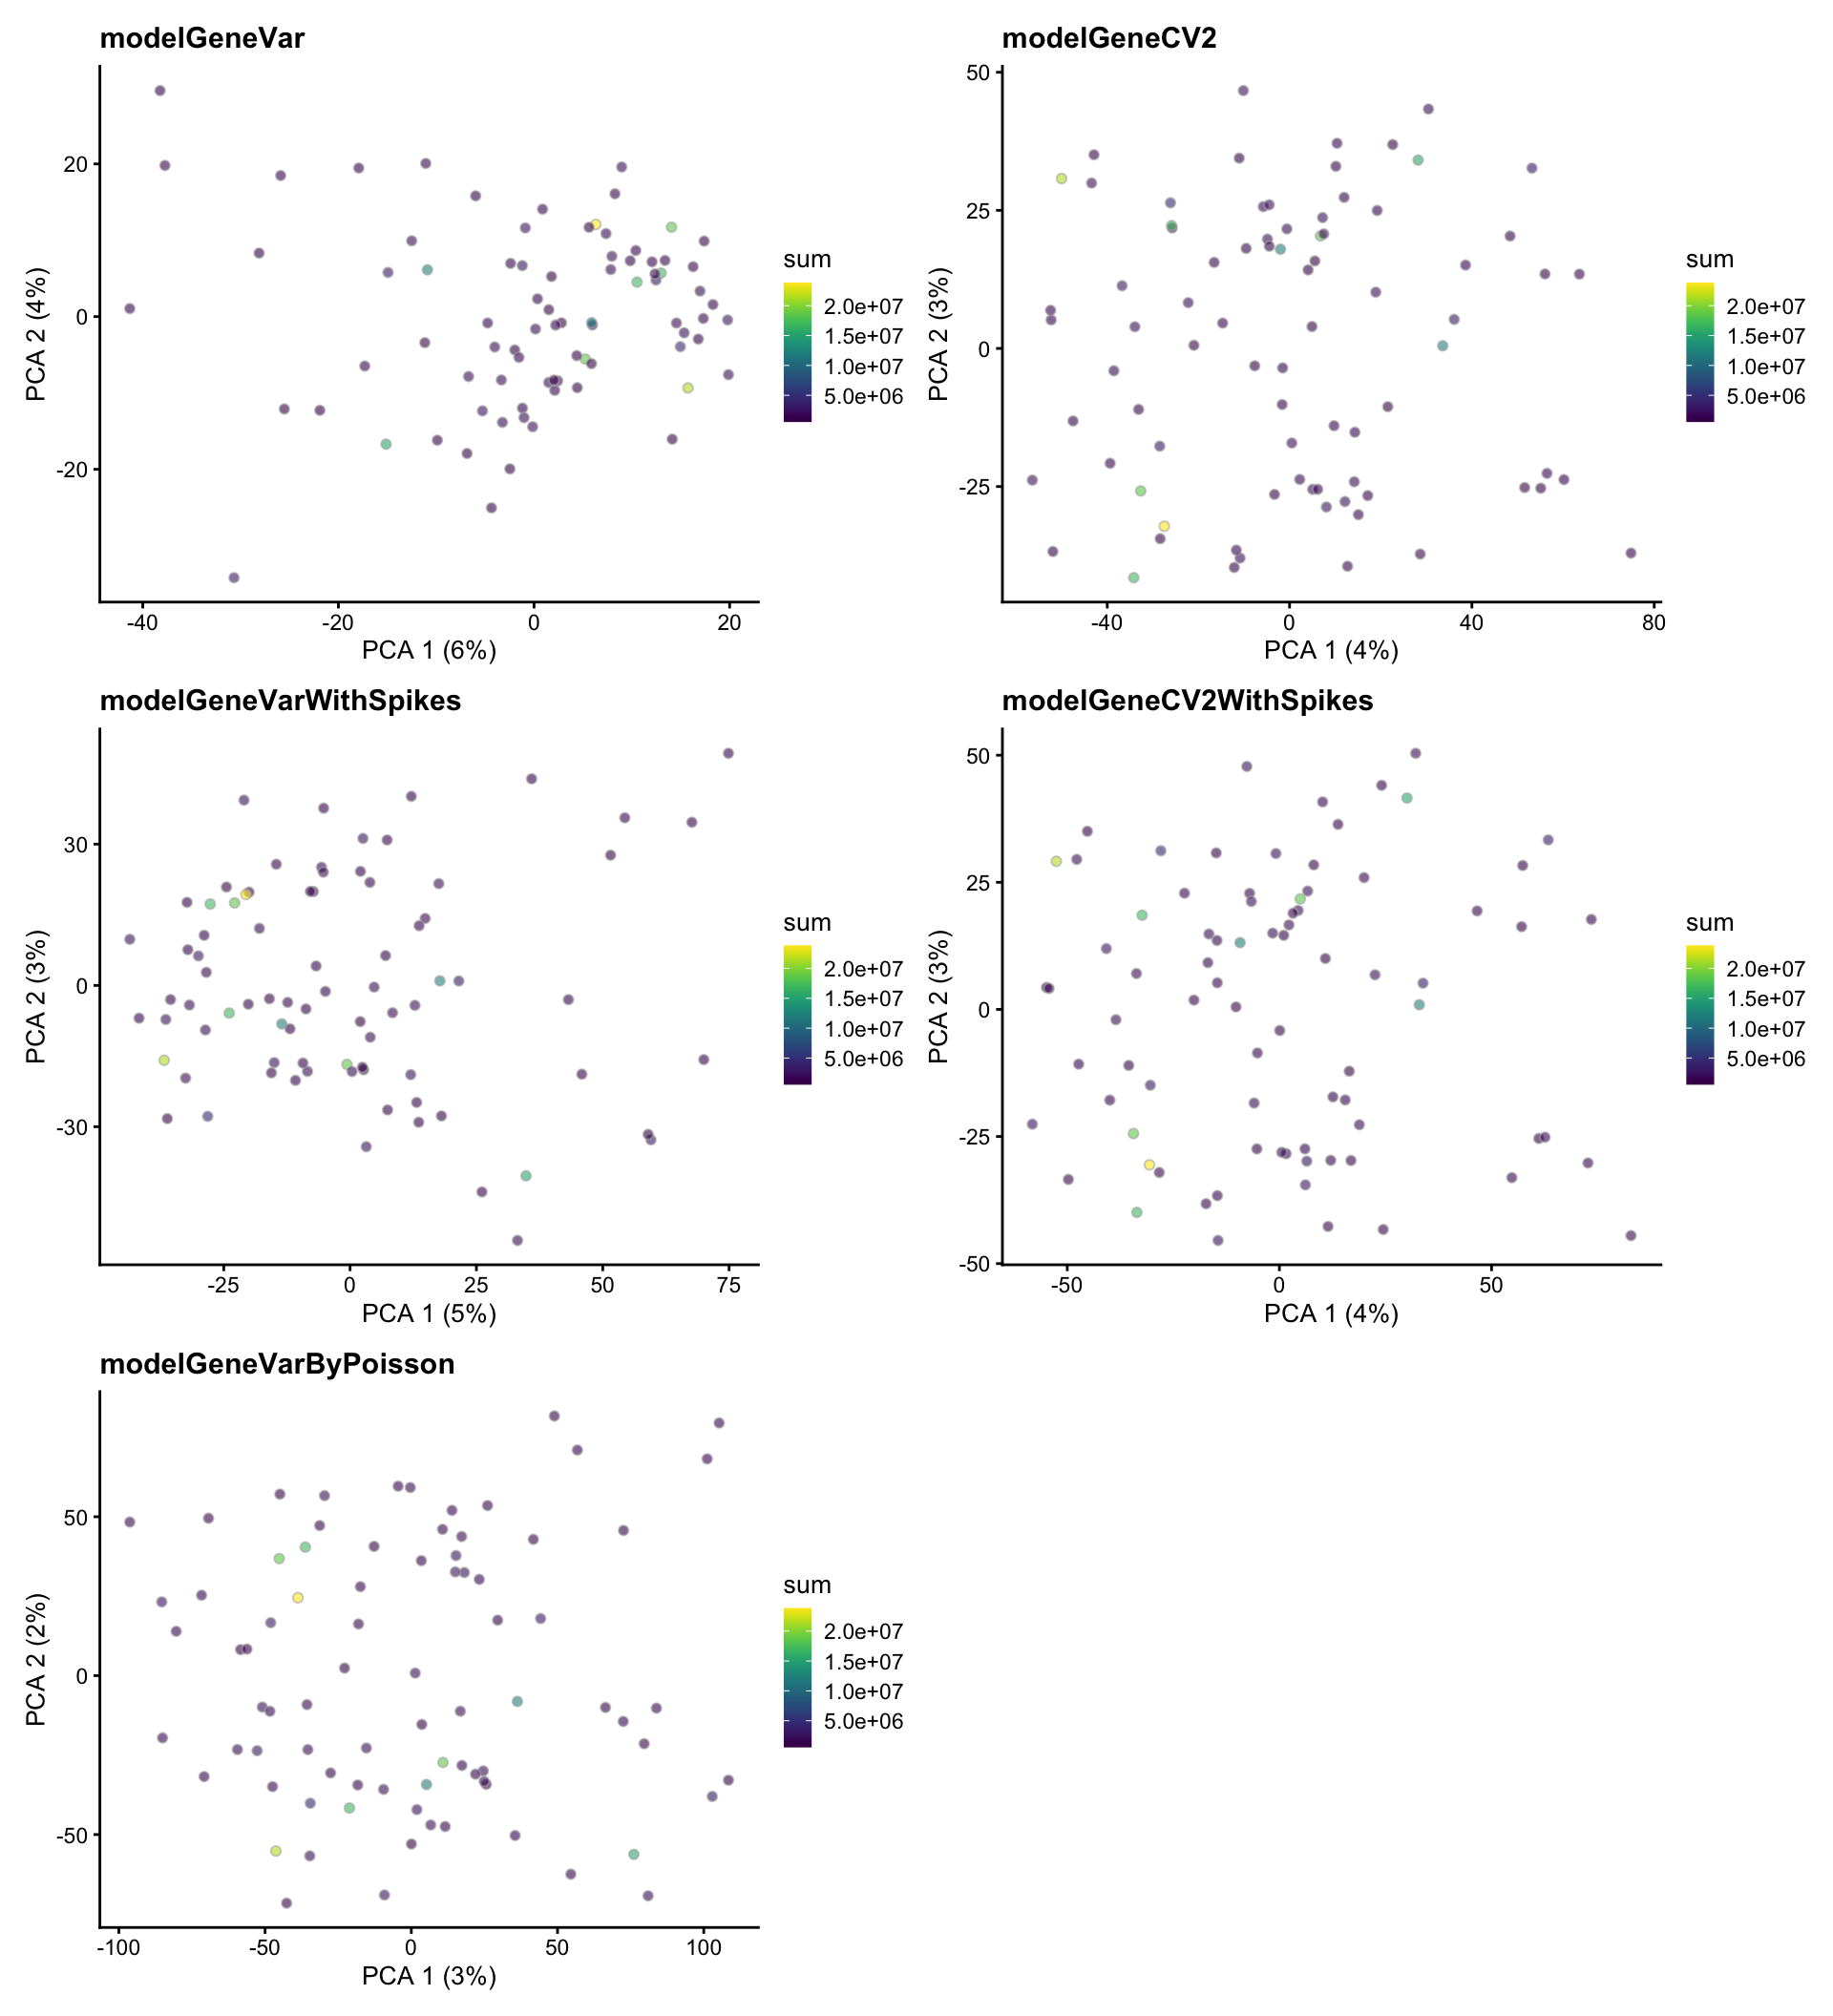 modelGeneVar
20
0
-20
-40
-20
0
20
PCA 1 (6%)
PCA 2 (4%)
sum
2.0e+07
1.5e+07
1.0e+07
5.0e+06
modelGeneCV2
50
25
0
-25
-40
0
40
80
PCA 1 (4%)
PCA 2 (3%)
sum
2.0e+07
1.5e+07
1.0e+07
5.0e+06
modelGeneVarWithSpikes
30
0
-30
-25
0
25
50
75
PCA 1 (5%)
PCA 2 (3%)
sum
2.0e+07
1.5e+07
1.0e+07
5.0e+06
modelGeneCV2WithSpikes
50
25
0
-25
-50
-50
0
50
PCA 1 (4%)
PCA 2 (3%)
sum
2.0e+07
1.5e+07
1.0e+07
5.0e+06
modelGeneVarByPoisson
50
0
-50
-100
-50
0
50
100
PCA 1 (3%)
PCA 2 (2%)
sum
2.0e+07
1.5e+07
1.0e+07
5.0e+06